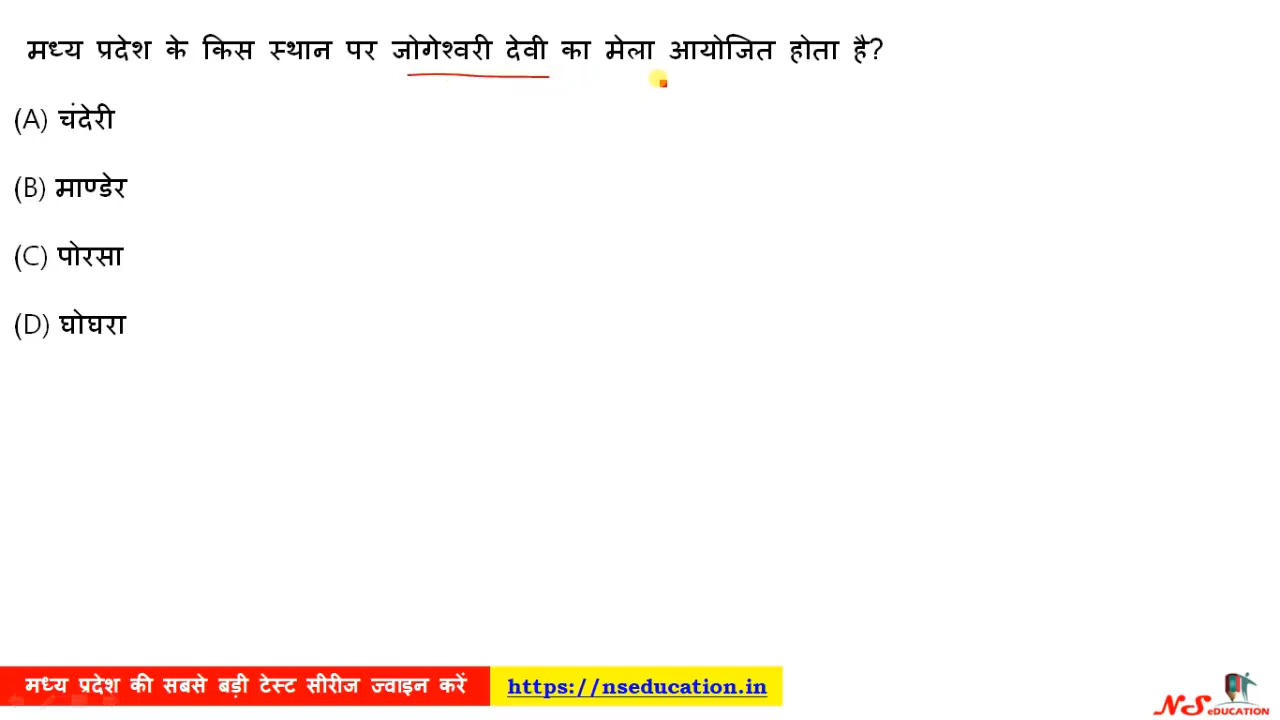 मध्य प्रदेश के किस स्थान पर जोगेश्वरी देवी का मेला आयोजित होता है?
(A) चंदेरी
(B) माण्डेर
(C) पोरसा
(D) घोघरा
मध्य प्रदेश की सबसे बड़ी टेस्ट सीरीज ज्वाइन करें https://nseducation.in
NS eDUCATION